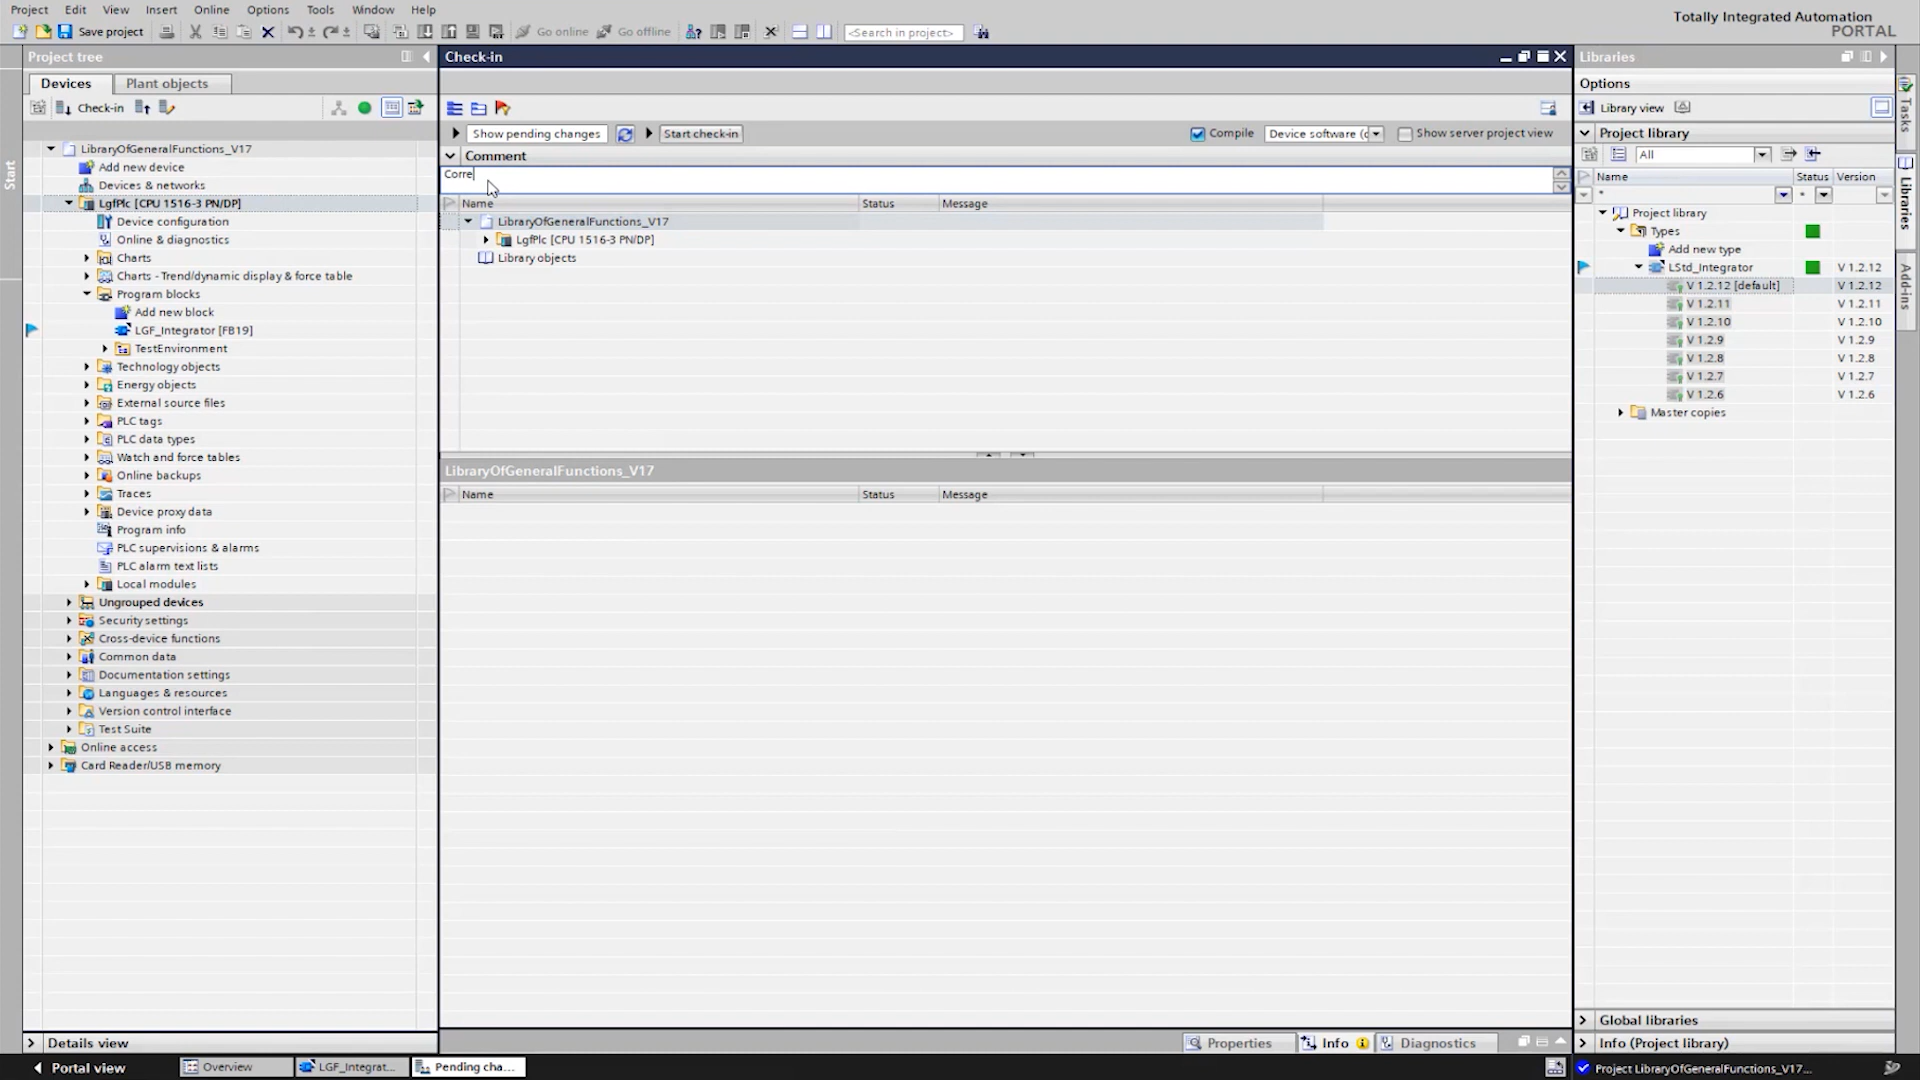 Project Edit View Insert Online Options Tools Window Help
Totally Integrated Automation
PORTAL
Save project
Go online
Go offline
<Search in project>
Project tree
Check-in
Libraries
Devices
Plant objects
Options
Check-in
Library view
Show pending changes
Start check-in
Compile
Device software (c
Show server project view
Project library
Comment
All
Corre
Name
Status
Version
Name
Status
Message
Start
Tasks
Libraries
Add-ins
LibraryOfGeneralFunctions_V17
Add new device
Devices & networks
LgfPlc [CPU 1516-3 PN/DP]
Device configuration
Online & diagnostics
Charts
Charts - Trend/dynamic display & force table
Program blocks
Add new block
LGF_Integrator [FB19]
TestEnvironment
Technology objects
Energy objects
External source files
PLC tags
PLC data types
Watch and force tables
Online backups
Traces
Device proxy data
Program info
PLC supervisions & alarms
PLC alarm text lists
Local modules
Ungrouped devices
Security settings
Cross-device functions
Common data
Documentation settings
Languages & resources
Version control interface
Test Suite
Online access
Card Reader/USB memory
LibraryOfGeneralFunctions_V17
LgfPlc [CPU 1516-3 PN/DP]
Library objects
LibraryOfGeneralFunctions_V17
Name
Status
Message
*
*
Project library
Types
Add new type
LStd_Integrator V 1.2.12
V 1.2.12 [default] V 1.2.12
V 1.2.11 V 1.2.11
V 1.2.10 V 1.2.10
V 1.2.9 V 1.2.9
V 1.2.8 V 1.2.8
V 1.2.7 V 1.2.7
V 1.2.6 V 1.2.6
Master copies
Global libraries
Info (Project library)
Details view
Properties
Info
Diagnostics
Portal view
Overview
LGF_Integrat...
Pending cha...
Project LibraryOfGeneralFunctions_V17...